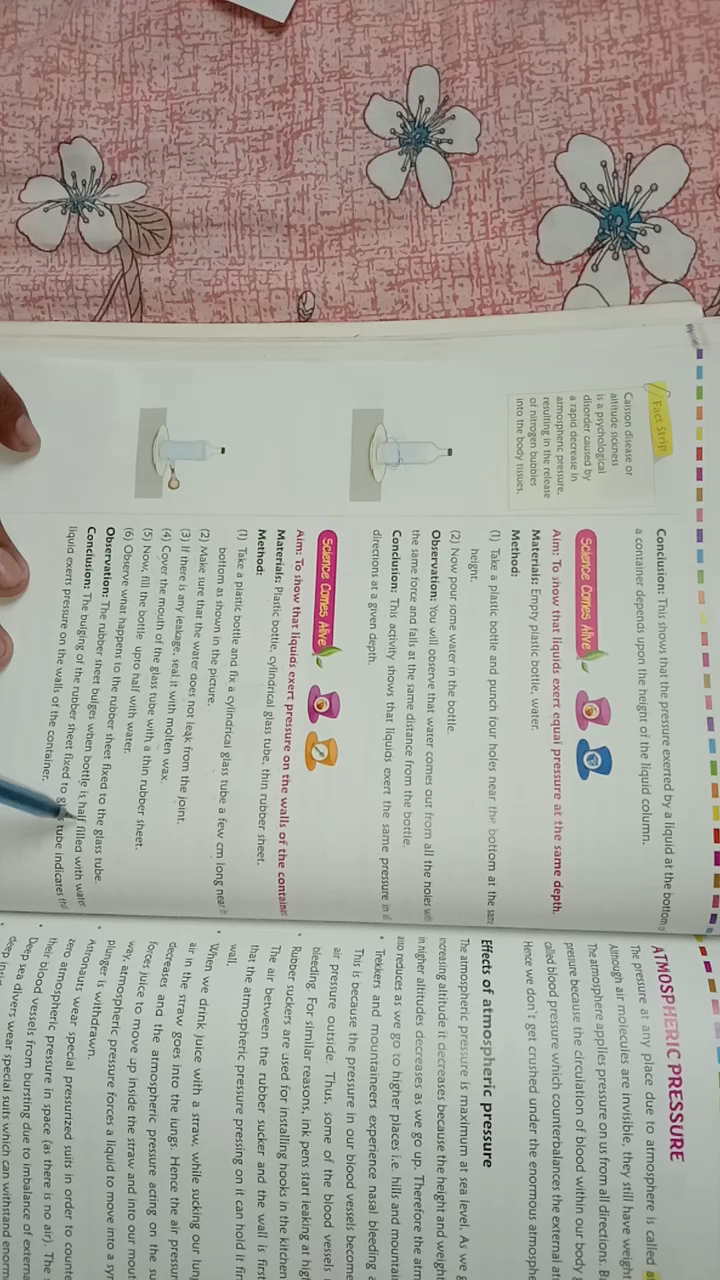 Fact Strip
Caison disease or
altitude sickness
is a psychological
disorder caused by
a rapid decrease in
atmospheric pressure,
resulting in the release
of nitrogen bubbles
into the body tissues.
Conclusion: This shows that the pressure exerted by a liquid at the bottom
a container depends upon the height of the liquid column.
Science Comes Alive
Aim: To show that liquids exert equal pressure at the same depth.
Materials: Empty plastic bottle, water.
Method:
(1) Take a plastic bottle and punch four holes near the bottom at the same
height.
(2) Now pour some water in the bottle.
Observation: You will observe that water comes out from all the holes with
the same force and falls at the same distance from the bottle.
Conclusion: This activity shows that liquids exert the same pressure in
directions at a given depth.
Science Comes Alive
Aim: To show that liquids exert pressure on the walls of the container
Materials: Plastic bottle, cylindrical glass tube, thin rubber sheet.
Method:
(1) Take a plastic bottle and fix a cylindrical glass tube a few cm long near
bottom as shown in the picture.
(2) Make sure that the water does not leak from the joint.
(3) If there is any leakage, seal it with molten wax.
(4) Cover the mouth of the glass tube with a thin rubber sheet.
(5) Now, fill the bottle upto half with water.
(6) Observe what happens to the rubber sheet fixed to the glass tube.
Observation: The rubber sheet bulges when bottle is half filled with water
Conclusion: The bulging of the rubber sheet fixed to tube indicates
liquid exerts pressure on the walls of the container.
ATMOSPHERIC PRESSURE
The pressure at any place due to atmosphere is called
Although air molecules are invisible, they still have weight
The atmosphere applies pressure on us from all directions.
pressure because the circulation of blood within our body
called blood pressure which counterbalances the external
Hence we don't get crushed under the enormous
Effects of atmospheric pressure
The atmospheric pressure is maximum at sea level. As we
increasing altitude it decreases because the height and weight
in higher altitudes decreases as we go up. Therefore the
also reduces as we go to higher places i.e. hills and
• Trekkers and mountaineers experience nasal bleeding
This is because the pressure in our blood vessels
air pressure outside. Thus, some of the blood vessels
bleeding. For similar reasons, ink pens start leaking at
• Rubber suckers are used for installing hooks in the kitchen
The air between the rubber sucker and the wall is first
that the atmospheric pressure pressing on it can hold it
wall.
• When we drink juice with a straw, while sucking our
air in the straw goes into the lungs. Hence the air
decreases and the atmospheric pressure acting on the
forces juice to move up inside the straw and into our
way, atmospheric pressure forces a liquid to move into a
plunger is withdrawn.
• Astronauts wear special pressurized suits in order to
zero atmospheric pressure in space (as there is no air). The
their blood vessels from bursting due to imbalance of
• Deep sea divers wear special suits which can withstand
deep